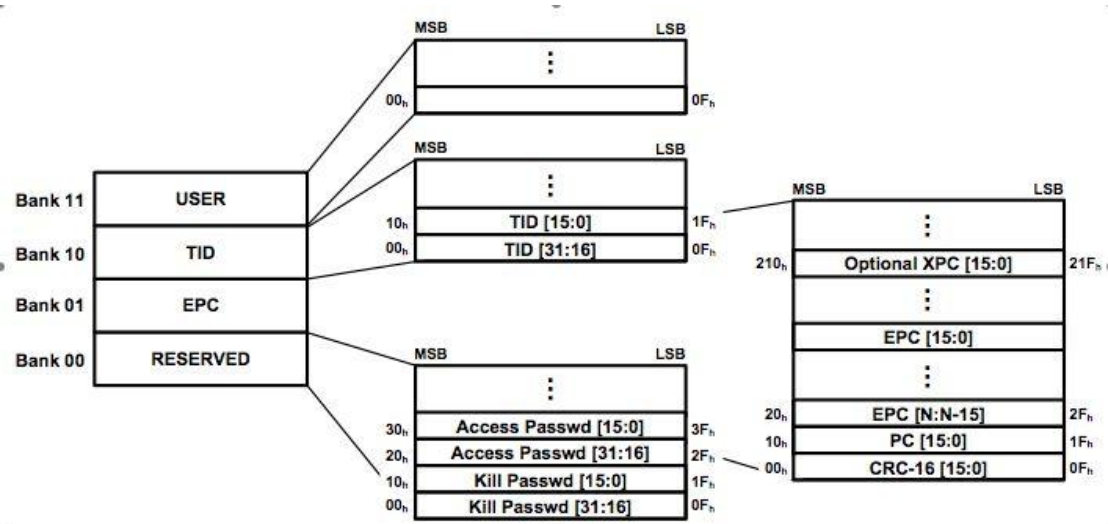 MSB LSB
⋮
00ₕ 0Fₕ
MSB LSB
⋮
10ₕ TID [15:0] 1Fₕ
00ₕ TID [31:16] 0Fₕ
Bank 11 USER
Bank 10 TID
Bank 01 EPC
Bank 00 RESERVED
MSB LSB
⋮
30ₕ Access Passwd [15:0] 3Fₕ
20ₕ Access Passwd [31:16] 2Fₕ
10ₕ Kill Passwd [15:0] 1Fₕ
00ₕ Kill Passwd [31:16] 0Fₕ
MSB LSB
⋮
210ₕ Optional XPC [15:0] 21Fₕ
⋮
EPC [15:0]
⋮
20ₕ EPC [N:N-15] 2Fₕ
10ₕ PC [15:0] 1Fₕ
00ₕ CRC-16 [15:0] 0Fₕ